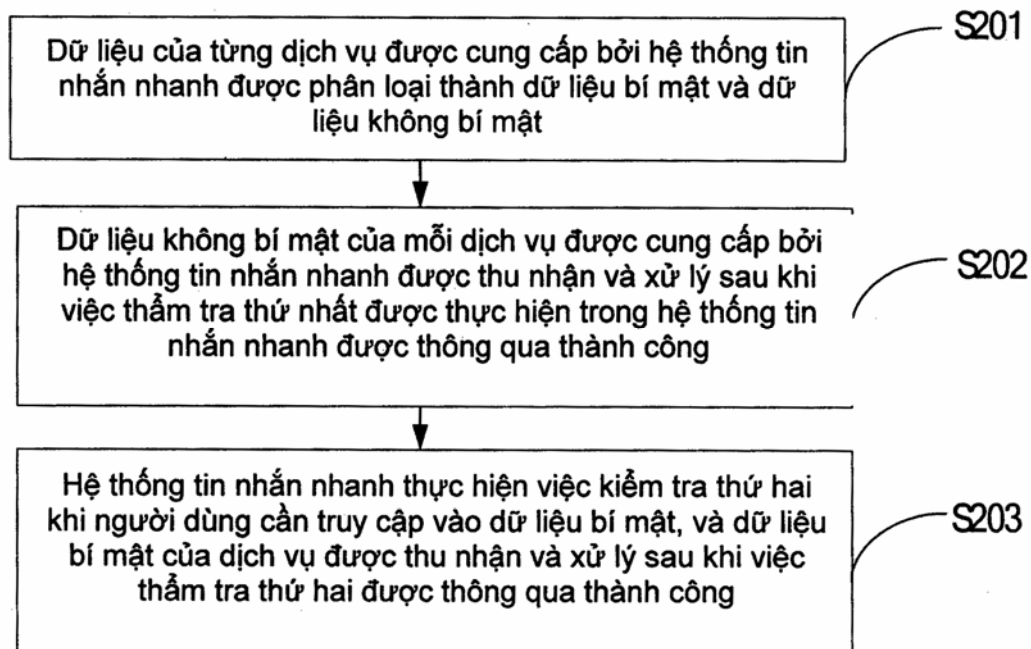 Dữ liệu của từng dịch vụ được cung cấp bởi hệ thống tin
nhắn nhanh được phân loại thành dữ liệu bí mật và dữ
liệu không bí mật
S201
Dữ liệu không bí mật của mỗi dịch vụ được cung cấp bởi
hệ thống tin nhắn nhanh được thu nhận và xử lý sau khi
việc thẩm tra thứ nhất được thực hiện trong hệ thống tin
nhắn nhanh được thông qua thành công
S202
Hệ thống tin nhắn nhanh thực hiện việc kiểm tra thứ hai
khi người dùng cần truy cập vào dữ liệu bí mật, và dữ liệu
bí mật của dịch vụ được thu nhận và xử lý sau khi việc
thẩm tra thứ hai được thông qua thành công
S203